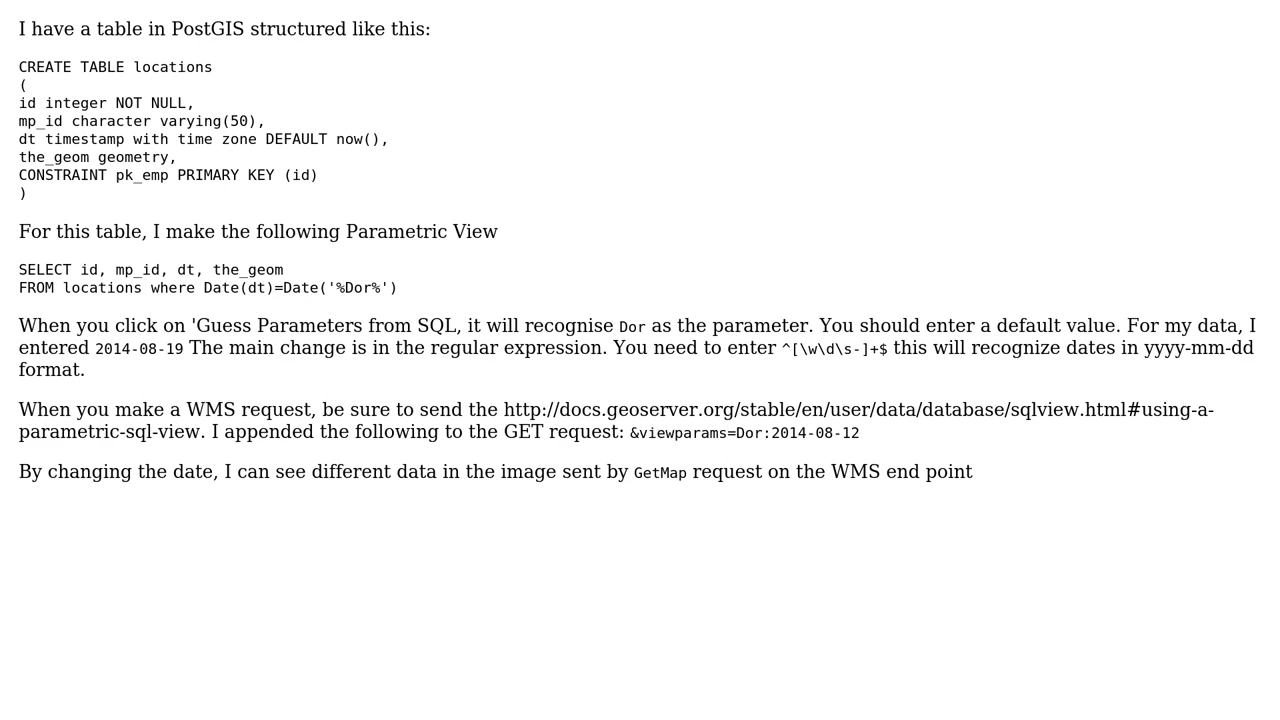 I have a table in PostGIS structured like this:
CREATE TABLE locations
(
id integer NOT NULL,
mp_id character varying(50),
dt timestamp with time zone DEFAULT now(),
the_geom geometry,
CONSTRAINT pk_emp PRIMARY KEY (id)
)
For this table, I make the following Parametric View
SELECT id, mp_id, dt, the_geom
FROM locations where Date(dt)=Date('%Dor%')
When you click on 'Guess Parameters from SQL, it will recognise Dor as the parameter. You should enter a default value. For my data, I
entered 2014-08-19 The main change is in the regular expression. You need to enter ^[\w\d\s-]+$ this will recognize dates in yyyy-mm-dd
format.
When you make a WMS request, be sure to send the http://docs.geoserver.org/stable/en/user/data/database/sqlview.html#using-a-
parametric-sql-view. I appended the following to the GET request: &viewparams=Dor:2014-08-12
By changing the date, I can see different data in the image sent by GetMap request on the WMS end point